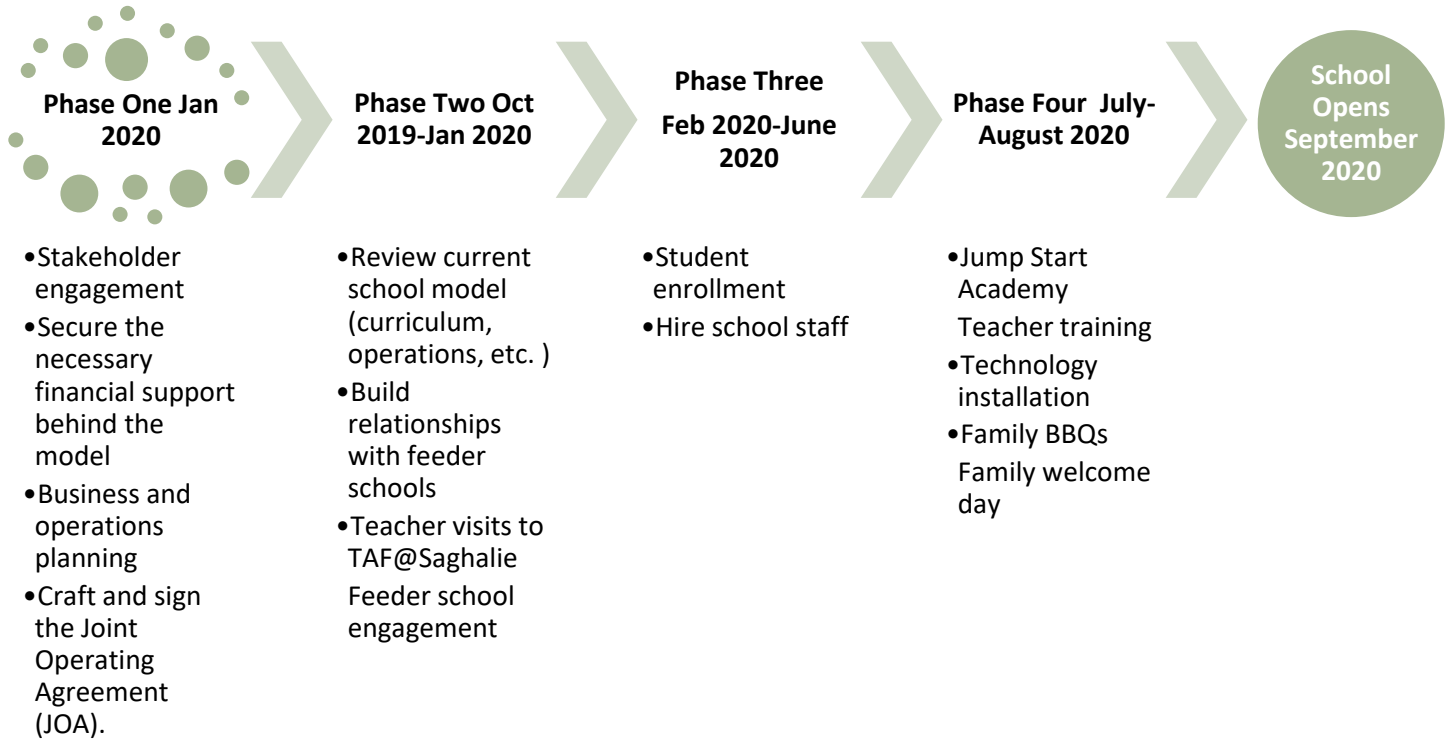 Phase One Jan
2020
•Stakeholder
engagement
•Secure the
necessary
financial support
behind the
model
•Business and
operations
planning
•Craft and sign
the Joint
Operating
Agreement
(JOA).
Phase Two Oct
2019-Jan 2020
•Review current
school model
(curriculum,
operations, etc. )
•Build
relationships
with feeder
schools
•Teacher visits to
TAF@Saghalie
Feeder school
engagement
Phase Three
Feb 2020-June
2020
•Student
enrollment
•Hire school staff
Phase Four  July-
August 2020
•Jump Start
Academy
Teacher training
•Technology
installation
•Family BBQs
Family welcome
day
School
Opens
September
2020